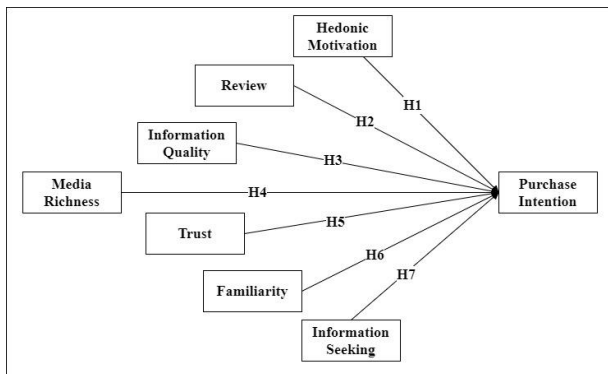 Hedonic
Motivation
H1
Review
H2
Information
Quality
H3
Media
Richness
H4
Purchase
Intention
Trust
H5
Familiarity
H6
H7
Information
Seeking